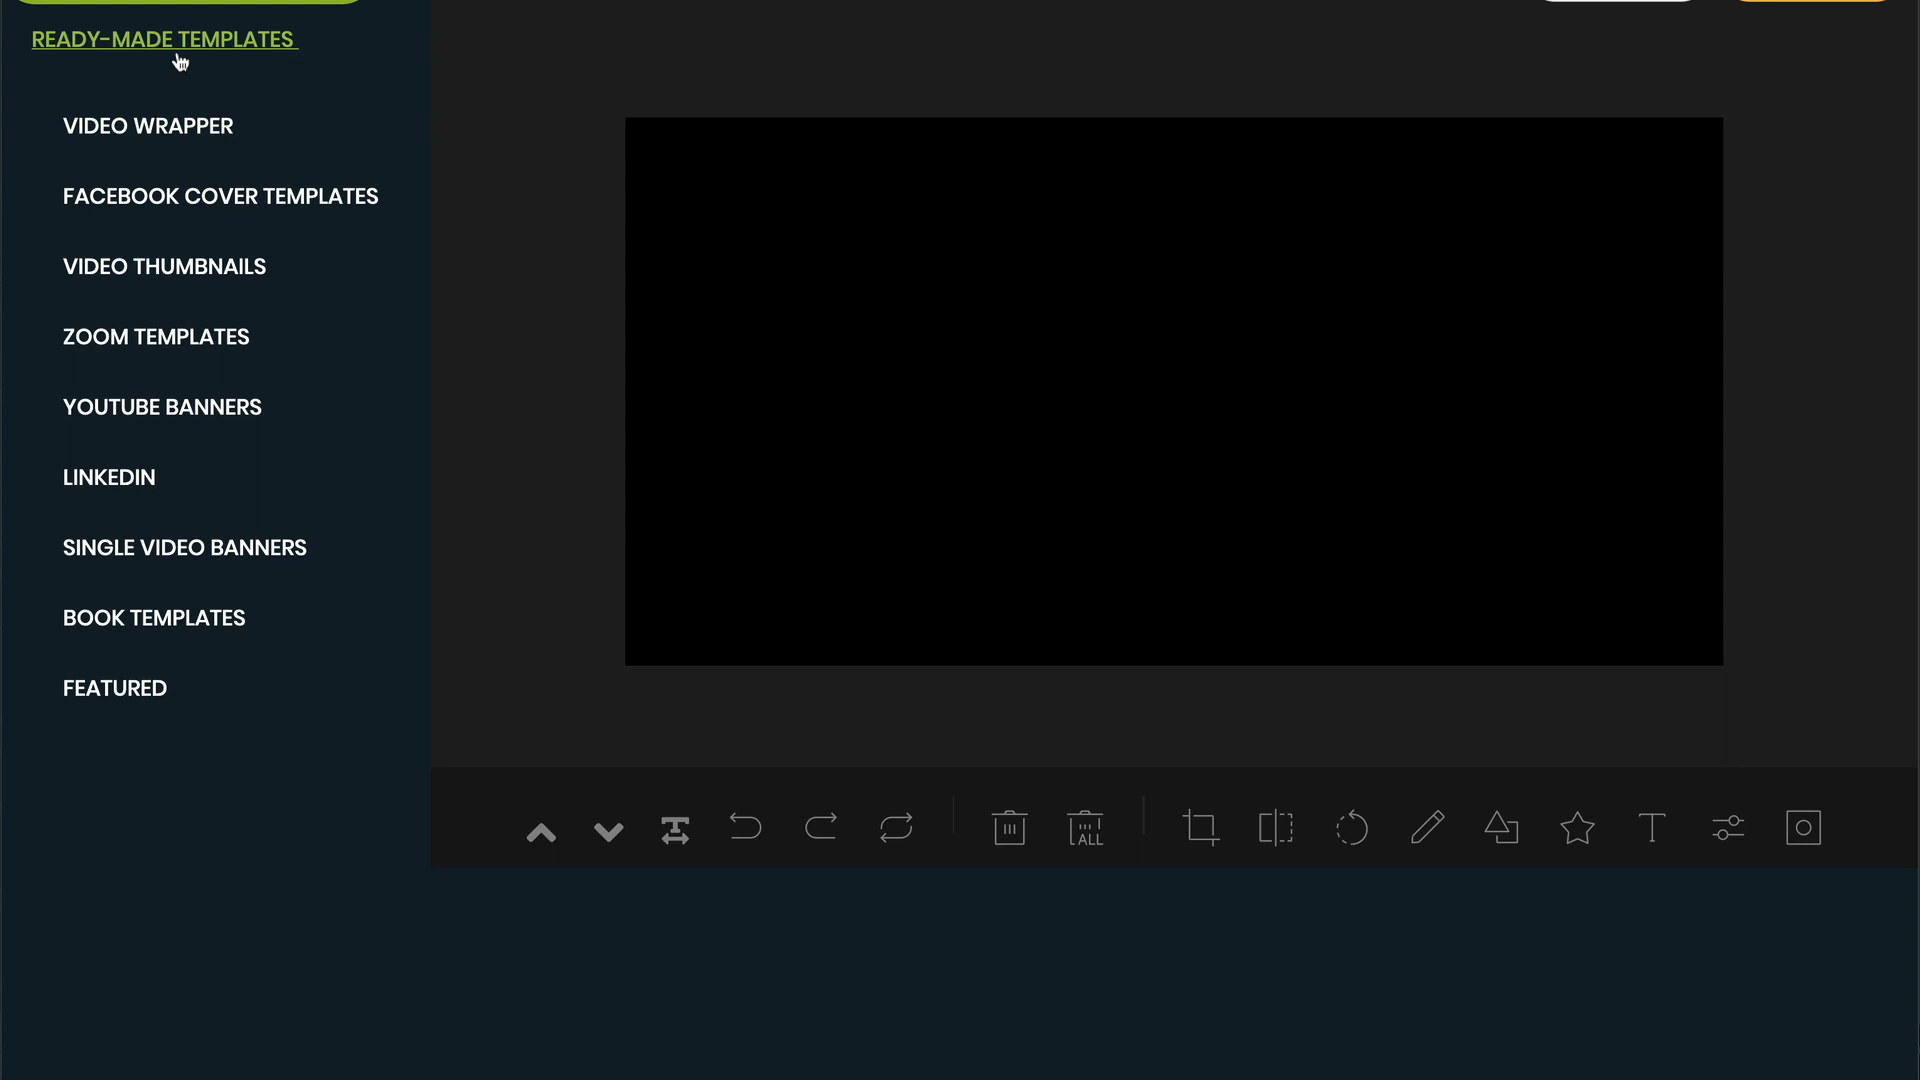 READY-MADE TEMPLATES
VIDEO WRAPPER
FACEBOOK COVER TEMPLATES
VIDEO THUMBNAILS
ZOOM TEMPLATES
YOUTUBE BANNERS
LINKEDIN
SINGLE VIDEO BANNERS
BOOK TEMPLATES
FEATURED
ALL